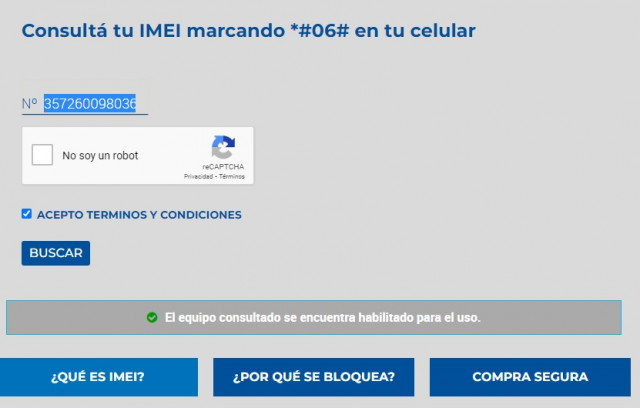 Consultá tu IMEI marcando *#06# en tu celular
Nº 357260098036
No soy un robot
reCAPTCHA
Privacidad - Términos
ACEPTO TERMINOS Y CONDICIONES
BUSCAR
El equipo consultado se encuentra habilitado para el uso.
¿QUÉ ES IMEI? ¿POR QUÉ SE BLOQUEA? COMPRA SEGURA